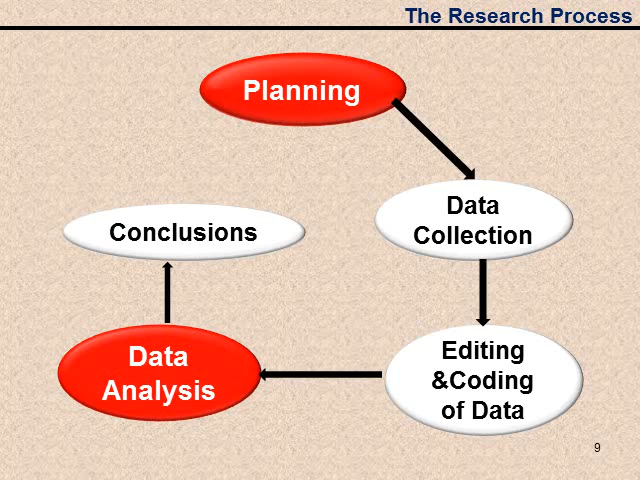 The Research Process
Planning
Data
Collection
Conclusions
Editing
&Coding
of Data
Data
Analysis
9